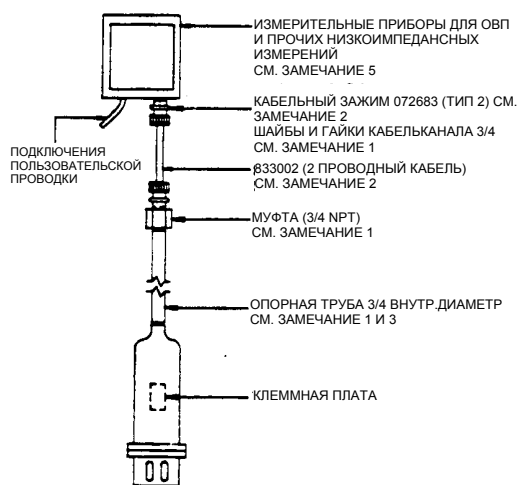 ИЗМЕРИТЕЛЬНЫЕ ПРИБОРЫ ДЛЯ ОВП
И ПРОЧИХ НИЗКОИМПЕДАНСНЫХ
ИЗМЕРЕНИЙ
СМ. ЗАМЕЧАНИЕ 5
КАБЕЛЬНЫЙ ЗАЖИМ 072683 (ТИП 2) СМ.
ЗАМЕЧАНИЕ 2
ШАЙБЫ И ГАЙКИ КАБЕЛЬКАНАЛА 3/4
СМ. ЗАМЕЧАНИЕ 1
ПОДКЛЮЧЕНИЯ
ПОЛЬЗОВАТЕЛЬСКОЙ
ПРОВОДКИ
833002 (2 ПРОВОДНЫЙ КАБЕЛЬ)
СМ. ЗАМЕЧАНИЕ 2
МУФТА (3/4 NPT)
СМ. ЗАМЕЧАНИЕ 1
ОПОРНАЯ ТРУБА 3/4 ВНУТР.ДИАМЕТР
СМ. ЗАМЕЧАНИЕ 1 И 3
КЛЕММНАЯ ПЛАТА